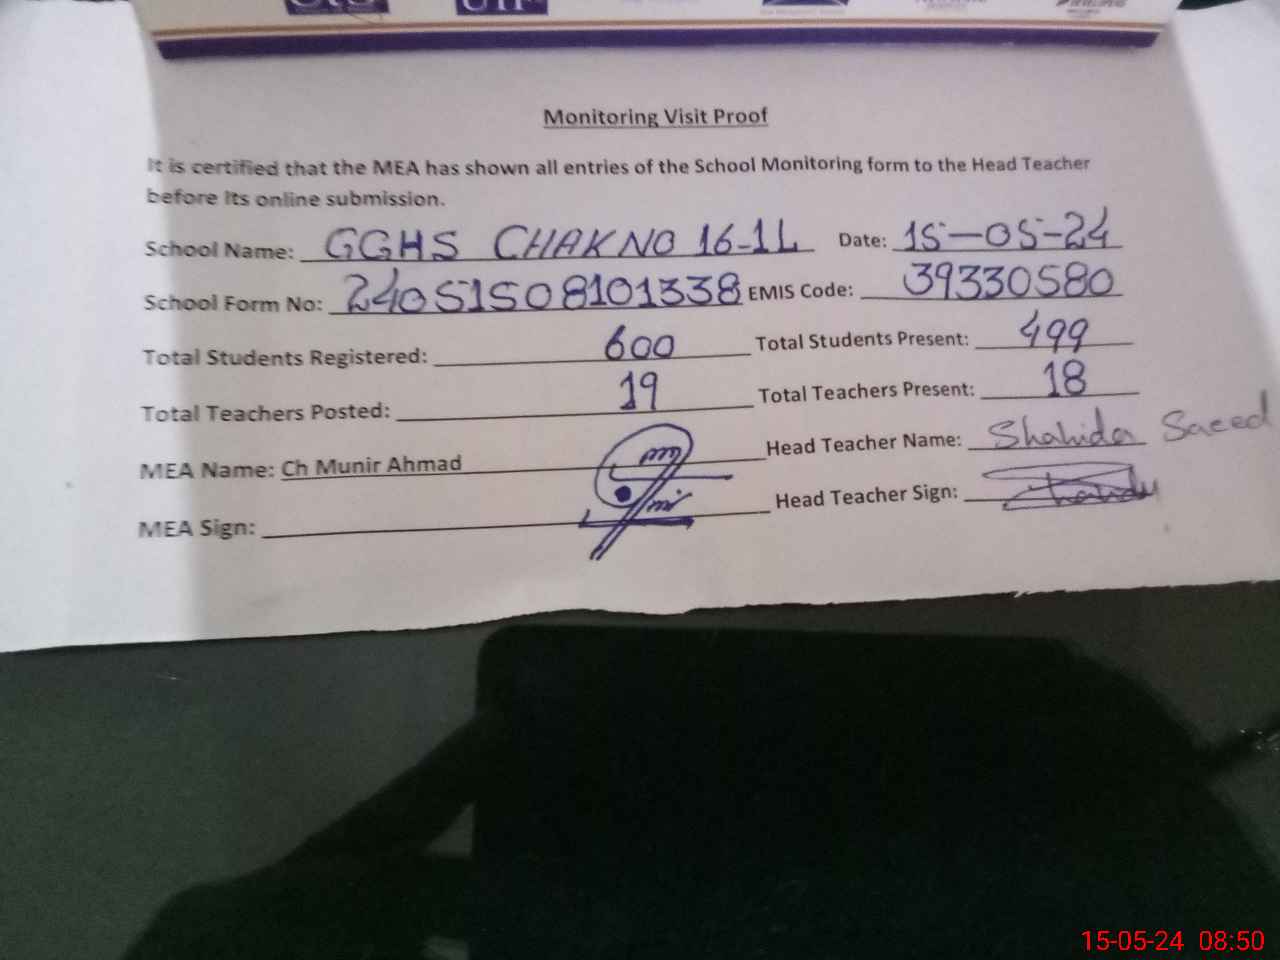 Monitoring Visit Proof
It is certified that the MEA has shown all entries of the School Monitoring form to the Head Teacher
before its online submission.
School Name: GGHS CHAK NO 16-1L Date: 15-05-24
School Form No: 24051508101338 EMIS Code: 39330580
Total Students Registered: 600 Total Students Present: 499
Total Teachers Posted: 19 Total Teachers Present: 18
MEA Name: Ch Munir Ahmad Head Teacher Name: Shahida Saeed
MEA Sign: Head Teacher Sign:
15-05-24 08:50